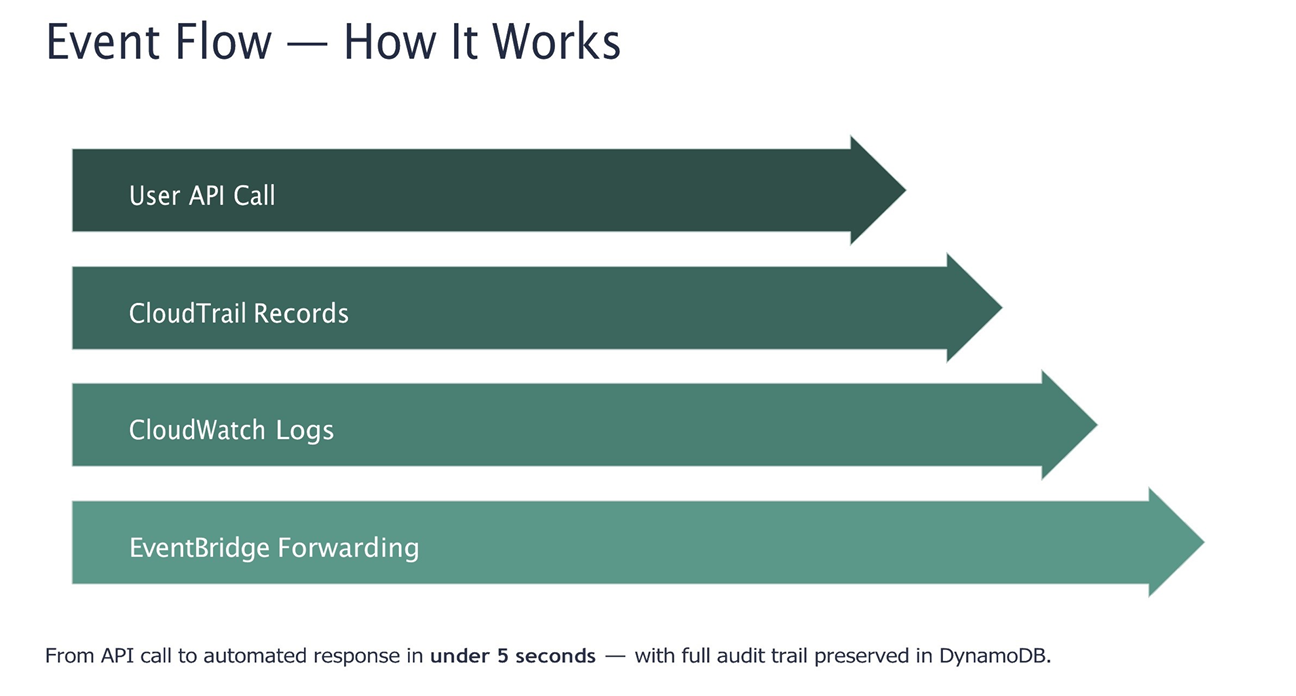 Event Flow — How It Works
User API Call
CloudTrail Records
CloudWatch Logs
EventBridge Forwarding
From API call to automated response in under 5 seconds — with full audit trail preserved in DynamoDB.